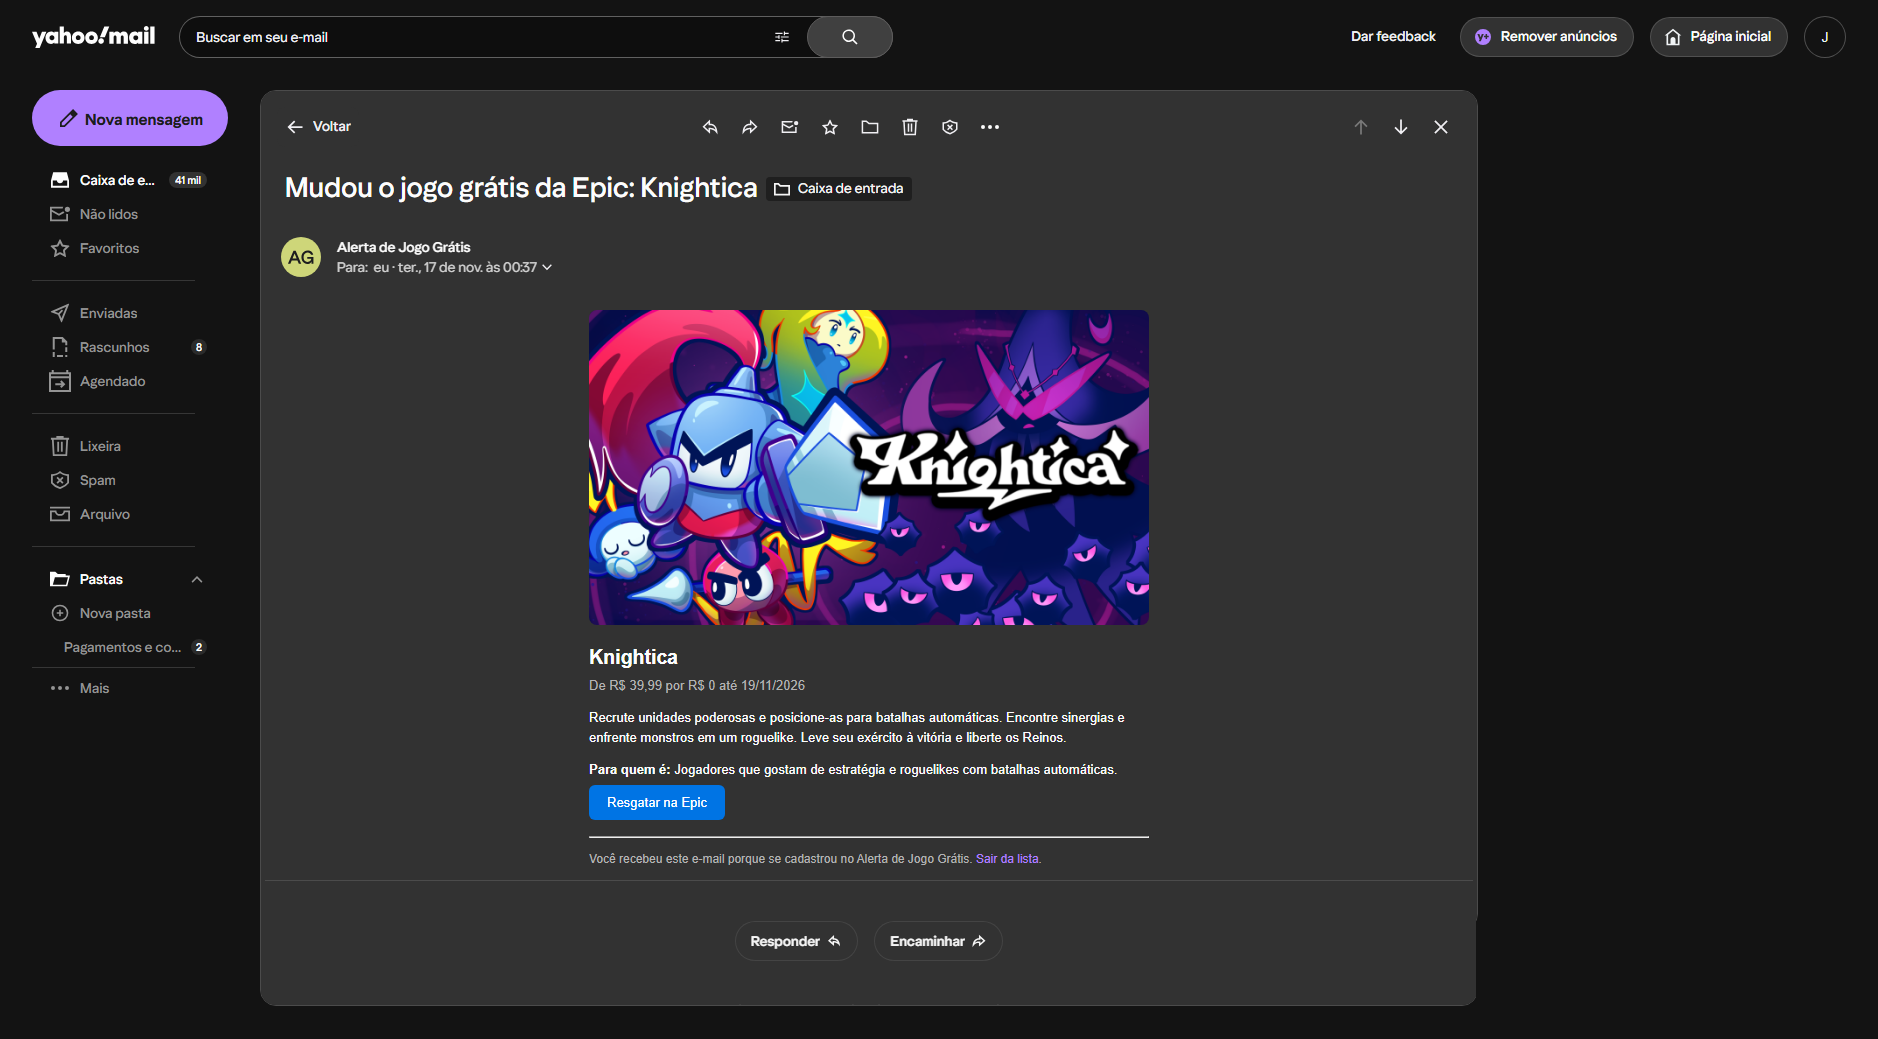 yahoo!mail
Buscar em seu e-mail
Dar feedback
y+ Remover anúncios
Página inicial
J
Nova mensagem
Caixa de e... 41 mil
Não lidos
Favoritos
Enviadas
Rascunhos 8
Agendado
Lixeira
Spam
Arquivo
Pastas
Nova pasta
Pagamentos e co... 2
Mais
Voltar
Mudou o jogo grátis da Epic: Knightica Caixa de entrada
AG
Alerta de Jogo Grátis
Para: eu · ter., 17 de nov. às 00:37
Knightica
Knightica
De R$ 39,99 por R$ 0 até 19/11/2026
Recrute unidades poderosas e posicione-as para batalhas automáticas. Encontre sinergias e
enfrente monstros em um roguelike. Leve seu exército à vitória e liberte os Reinos.
Para quem é: Jogadores que gostam de estratégia e roguelikes com batalhas automáticas.
Resgatar na Epic
Você recebeu este e-mail porque se cadastrou no Alerta de Jogo Grátis. Sair da lista.
Responder
Encaminhar